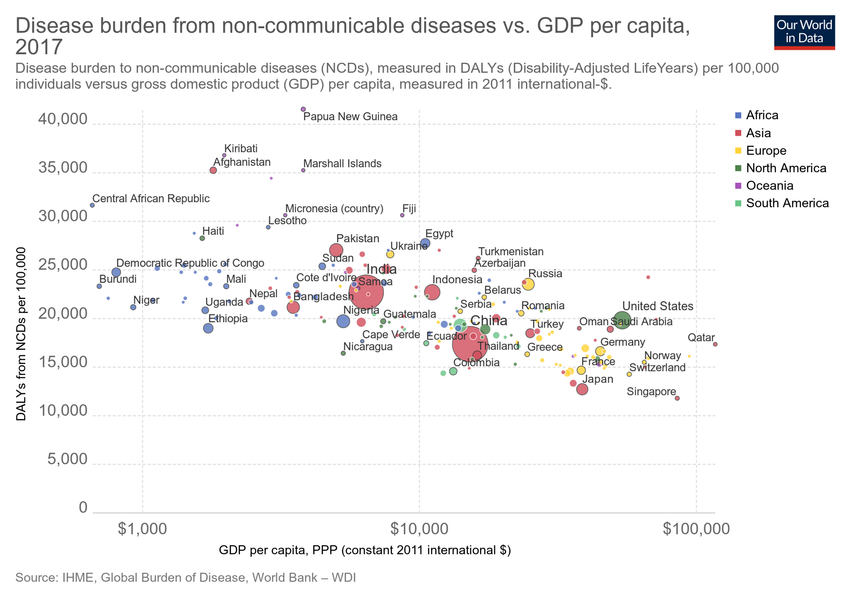 Disease burden from non-communicable diseases vs. GDP per capita,
2017
Our World
in Data
Disease burden to non-communicable diseases (NCDs), measured in DALYs (Disability-Adjusted LifeYears) per 100,000
individuals versus gross domestic product (GDP) per capita, measured in 2011 international-$.
40,000
Papua New Guinea
Africa
Asia
Europe
North America
Oceania
South America
Kiribati
35,000
Afghanistan
Marshall Islands
Central African Republic
30,000
Micronesia (country)
Fiji
Lesotho
Haiti
Pakistan
Egypt
Ukraine
Turkmenistan
25,000
Democratic Republic of Congo
Sudan
India
Azerbaijan
Burundi
Mali
Cote d'Ivoire
Samoa
Indonesia
Russia
Niger
Uganda
Nepal
Bangladesh
Belarus
20,000
Ethiopia
Nigeria
Guatemala
Serbia
Romania
United States
China
Turkey
Oman
Saudi Arabia
Cape Verde
Ecuador
Qatar
15,000
Nicaragua
Thailand
Greece
Germany
Colombia
France
Norway
Switzerland
Japan
Singapore
10,000
5,000
0
$1,000
$10,000
$100,000
DALYs from NCDs per 100,000
GDP per capita, PPP (constant 2011 international $)
Source: IHME, Global Burden of Disease, World Bank – WDI